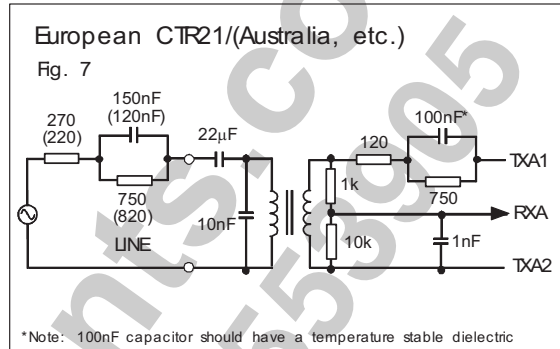 European CTR21/(Australia, etc.)
Fig. 7
150nF
(120nF)
100nF*
270
(220)
22µF
120
TXA1
1k
750
(820)
750
RXA
10nF
LINE
10k
1nF
TXA2
*Note: 100nF capacitor should have a temperature stable dielectric